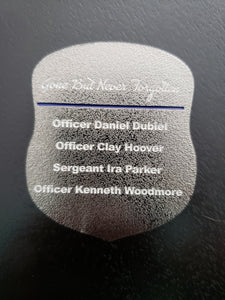 Gone But Never Forgotten
Officer Daniel Dubiel
Officer Clay Hoover
Sergeant Ira Parker
Officer Kenneth Woodmore